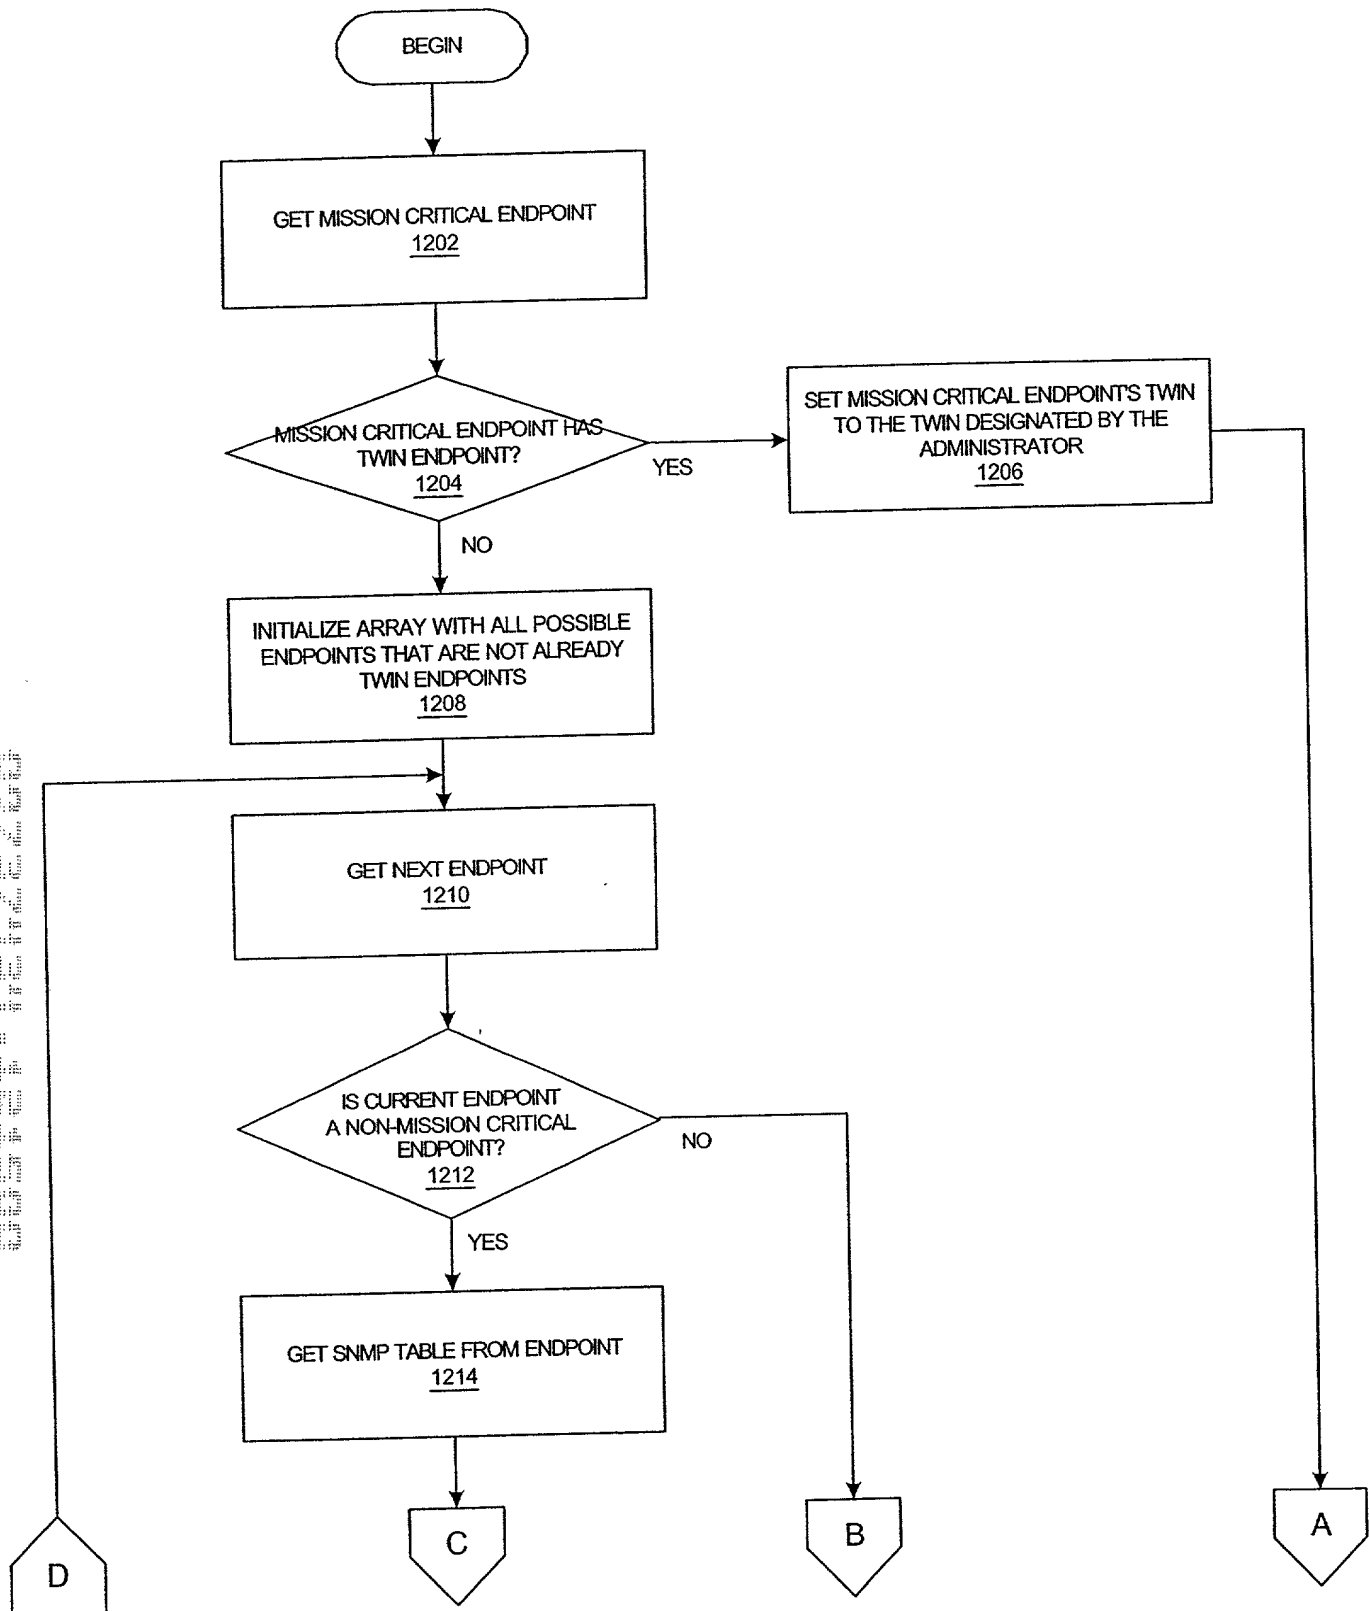 BEGIN
GET MISSION CRITICAL ENDPOINT
1202
MISSION CRITICAL ENDPOINT HAS
TWIN ENDPOINT?
1204
YES
SET MISSION CRITICAL ENDPOINT'S TWIN
TO THE TWIN DESIGNATED BY THE
ADMINISTRATOR
1206
NO
INITIALIZE ARRAY WITH ALL POSSIBLE
ENDPOINTS THAT ARE NOT ALREADY
TWIN ENDPOINTS
1208
GET NEXT ENDPOINT
1210
IS CURRENT ENDPOINT
A NON-MISSION CRITICAL
ENDPOINT?
1212
NO
YES
GET SNMP TABLE FROM ENDPOINT
1214
D
C
B
A